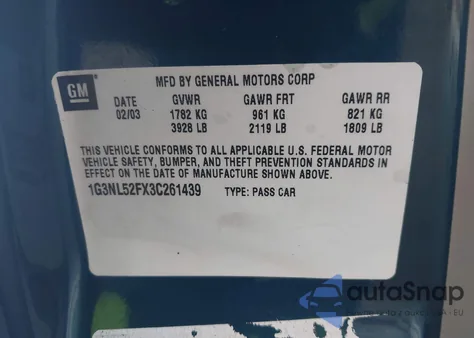 MFD BY GENERAL MOTORS CORP
GM
DATE GVWR GAWR FRT GAWR RR
02/03 1782 KG 961 KG 821 KG
3928 LB 2119 LB 1809 LB
THIS VEHICLE CONFORMS TO ALL APPLICABLE U.S. FEDERAL MOTOR
VEHICLE SAFETY, BUMPER, AND THEFT PREVENTION STANDARDS IN
EFFECT ON THE DATE OF MANUFACTURE SHOWN ABOVE.
1G3NL52FX3C261439 TYPE: PASS CAR
autoSnap